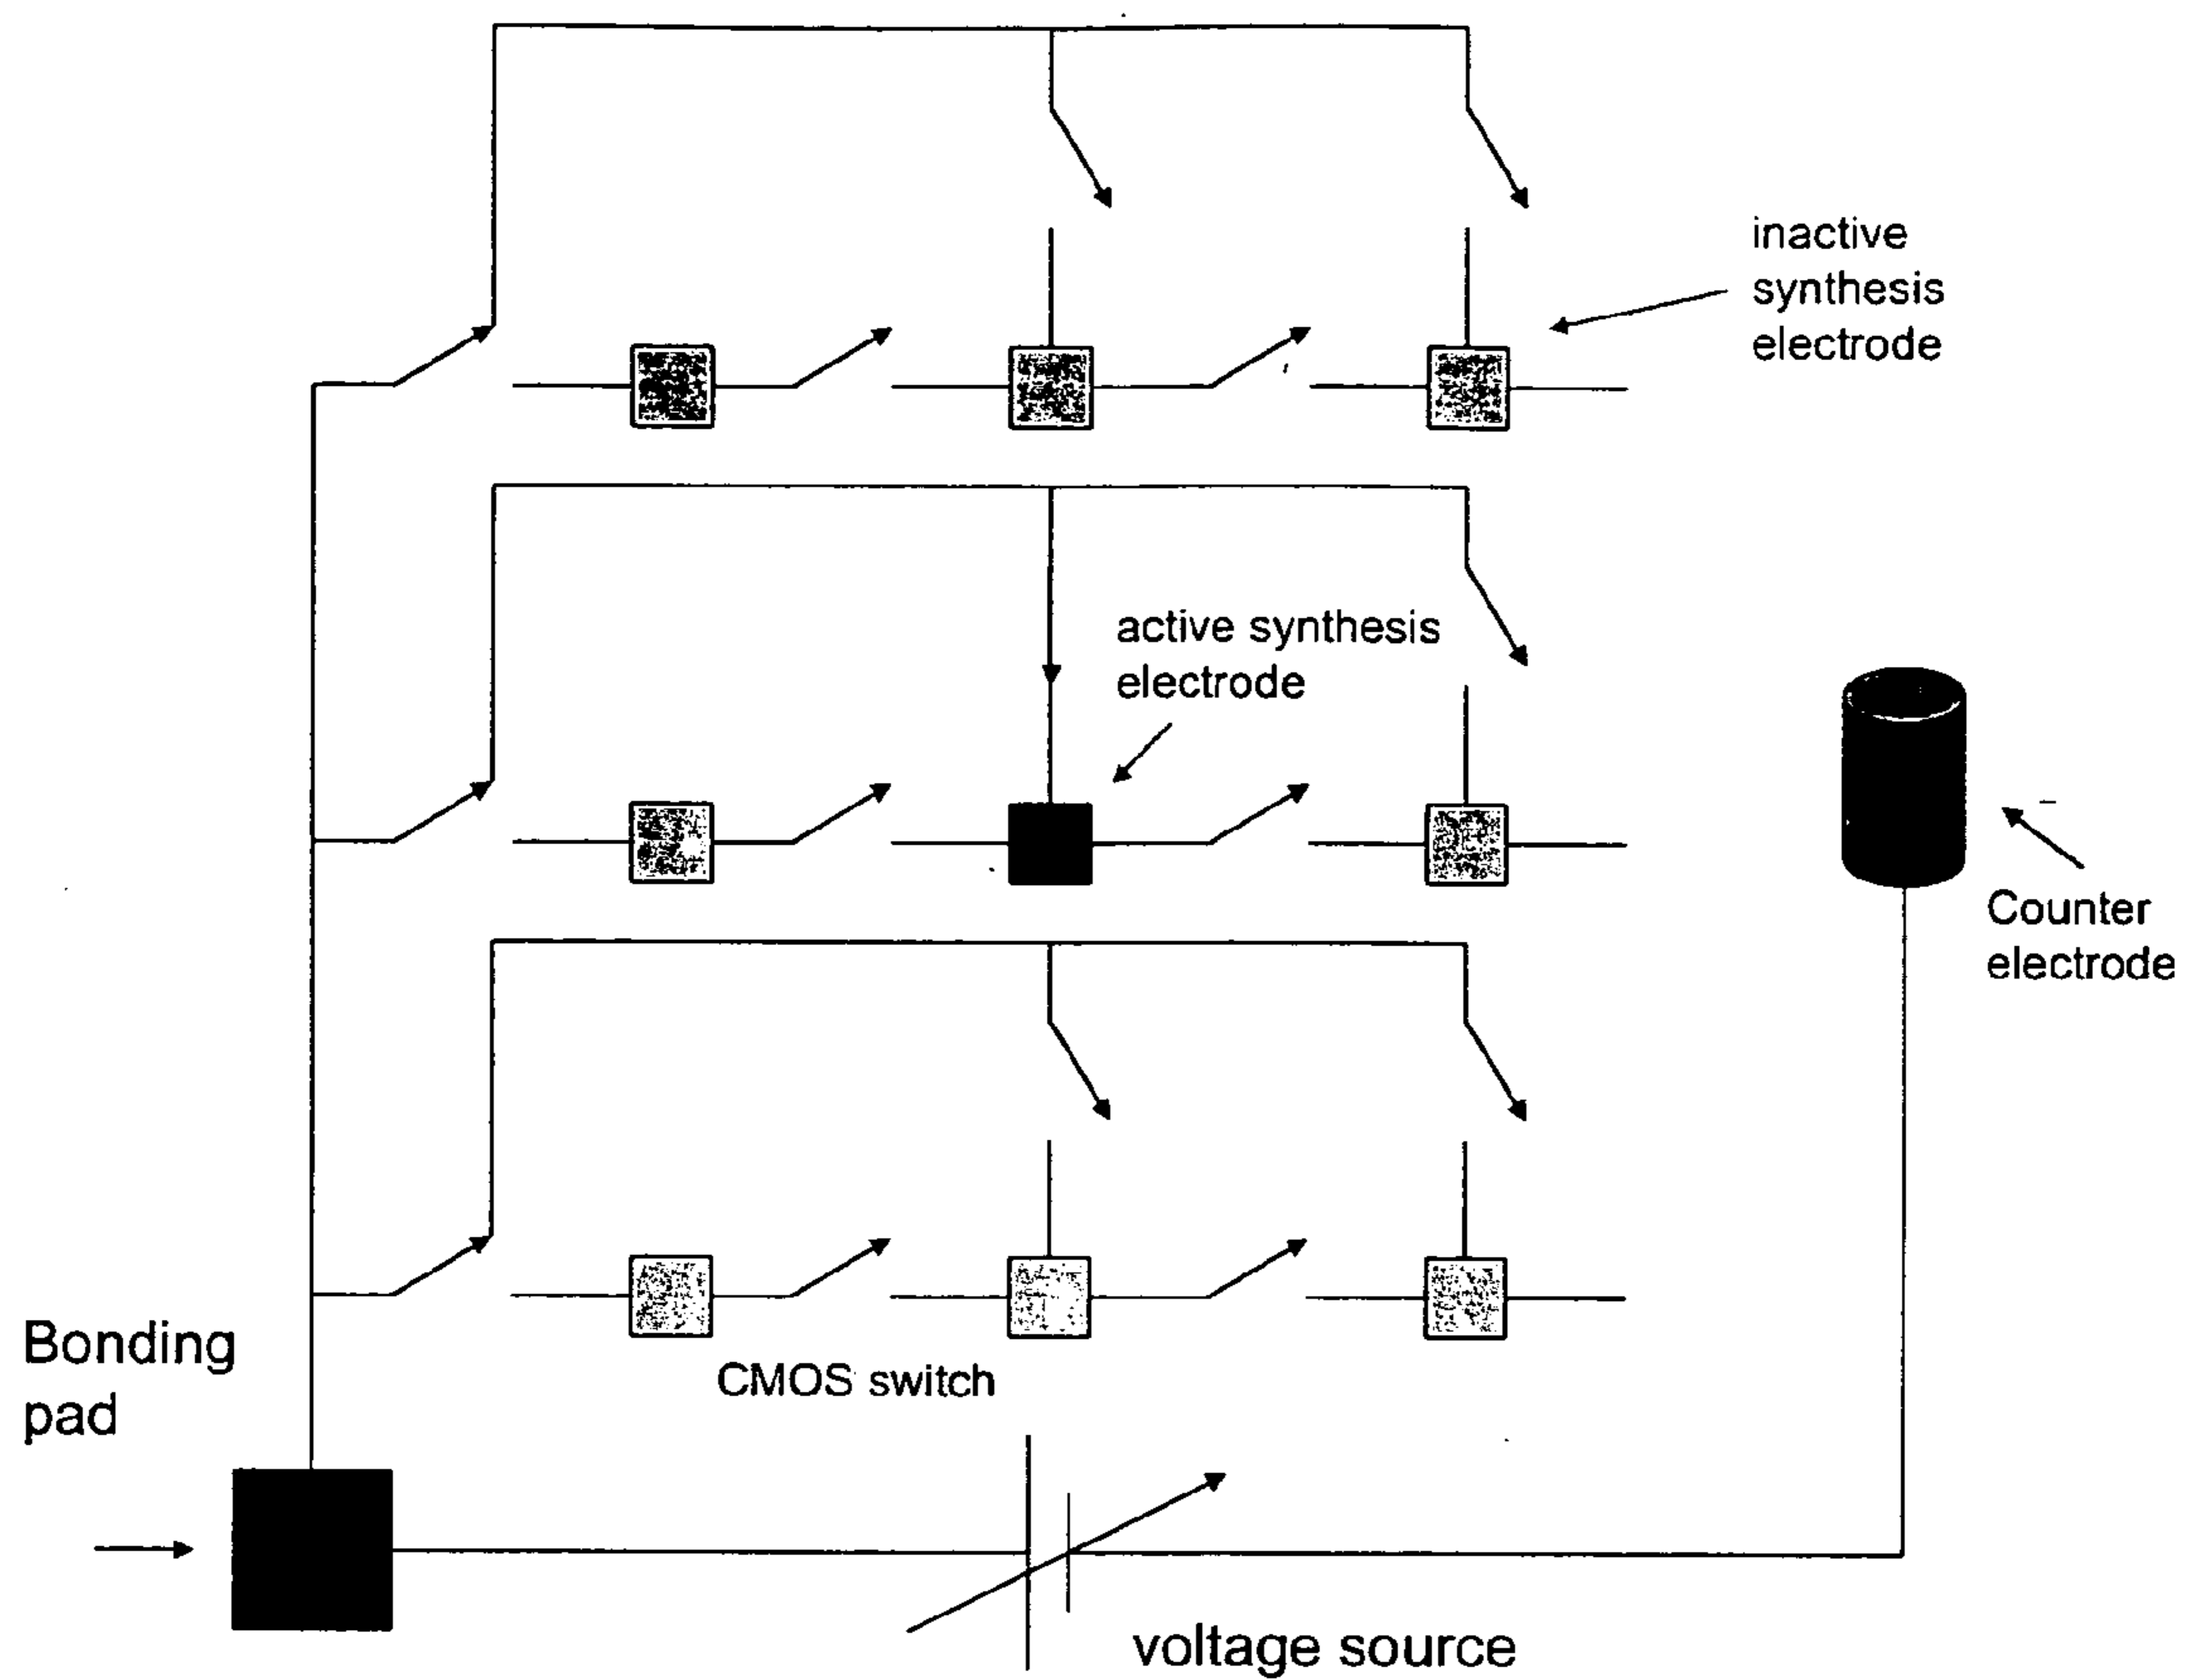 inactive
synthesis
electrode
active synthesis
electrode
Counter
electrode
Bonding
pad
CMOS switch
voltage source